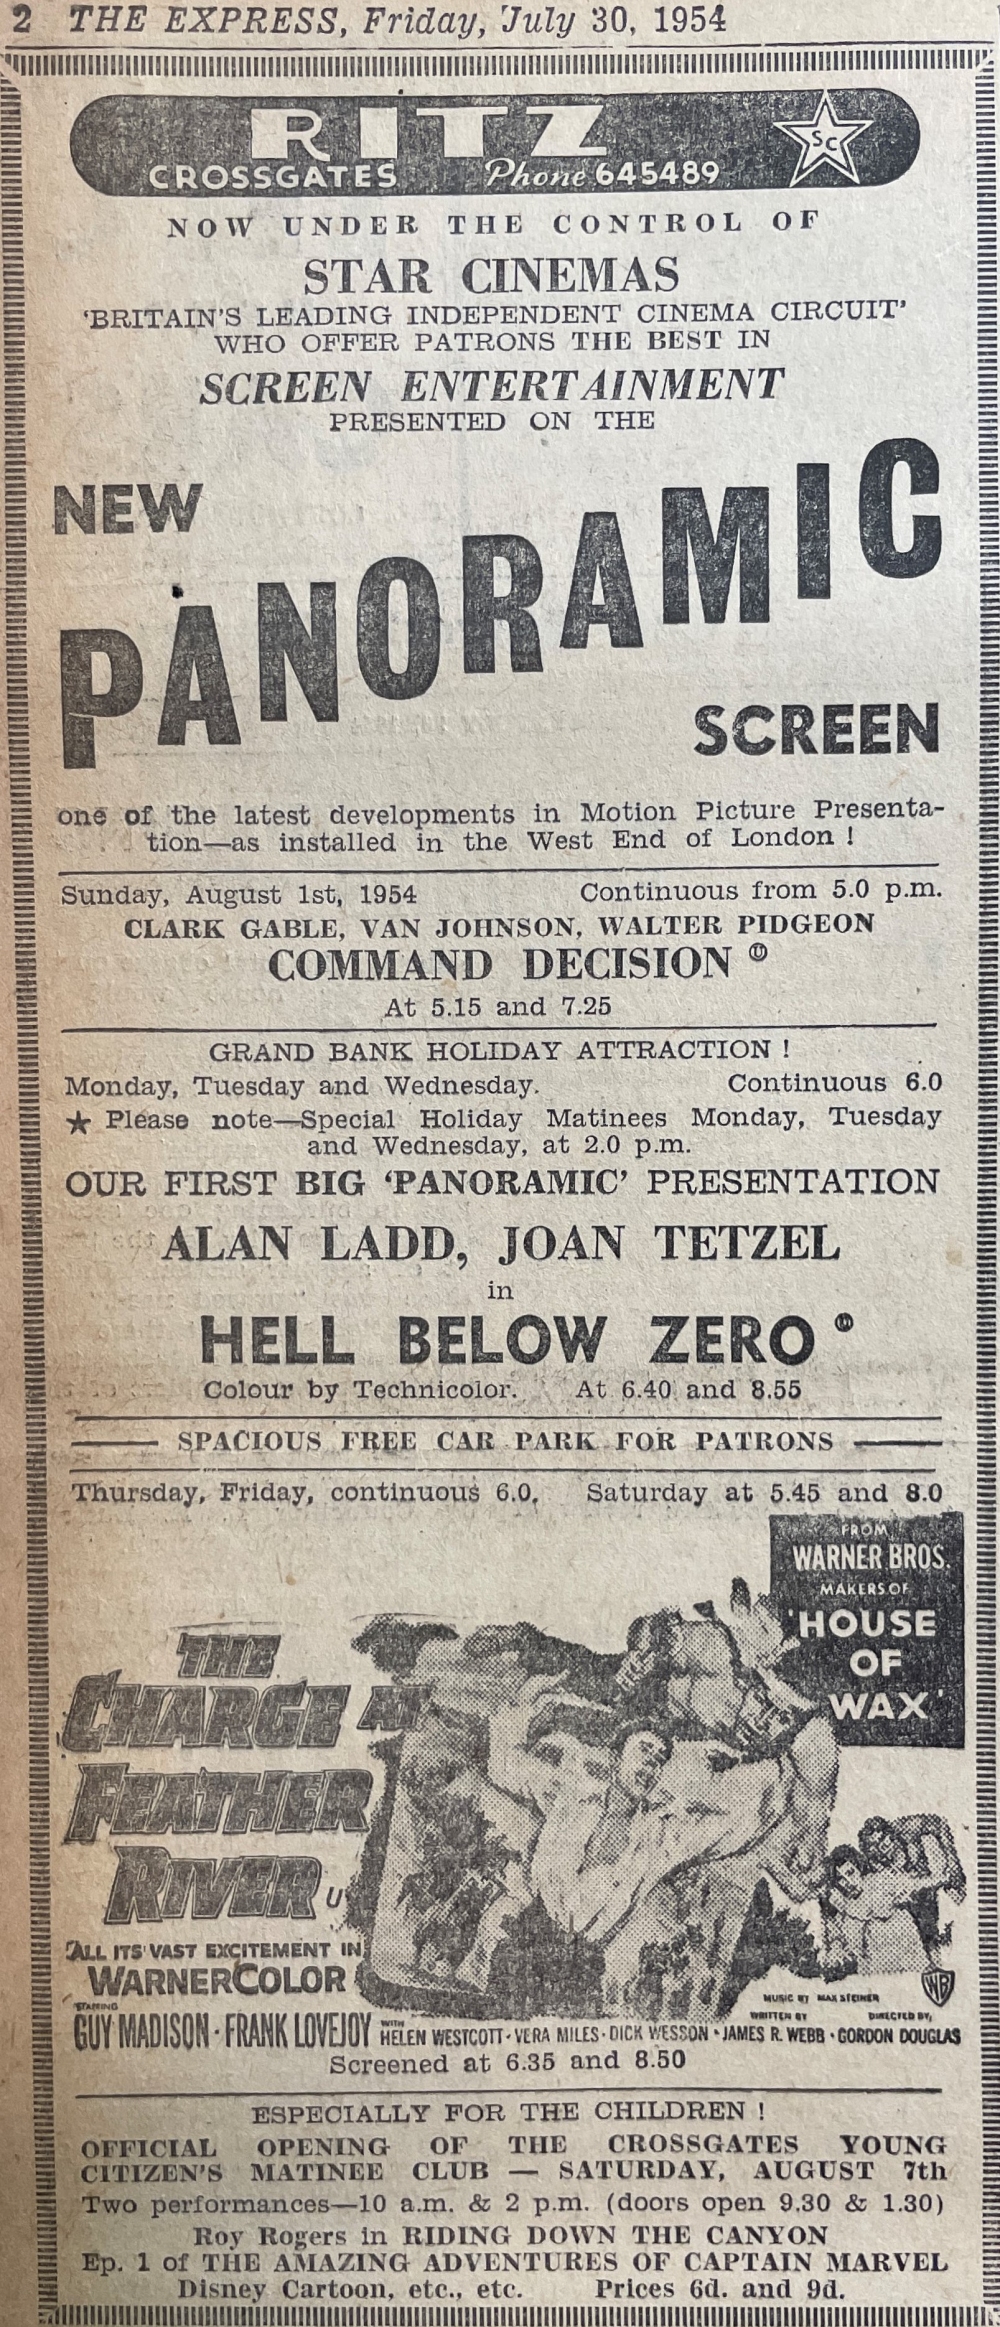 2 THE EXPRESS, Friday, July 30, 1954
RITZ
CROSSGATES Phone 645489
SC
NOW UNDER THE CONTROL OF
STAR CINEMAS
‘BRITAIN'S LEADING INDEPENDENT CINEMA CIRCUIT’
WHO OFFER PATRONS THE BEST IN
SCREEN ENTERTAINMENT
PRESENTED ON THE
NEW
PANORAMIC
SCREEN
one of the latest developments in Motion Picture Presenta-
tion—as installed in the West End of London !
Sunday, August 1st, 1954 Continuous from 5.0 p.m.
CLARK GABLE, VAN JOHNSON, WALTER PIDGEON
COMMAND DECISION Ⓤ
At 5.15 and 7.25
GRAND BANK HOLIDAY ATTRACTION !
Monday, Tuesday and Wednesday. Continuous 6.0
★ Please note—Special Holiday Matinees Monday, Tuesday
and Wednesday, at 2.0 p.m.
OUR FIRST BIG ‘PANORAMIC’ PRESENTATION
ALAN LADD, JOAN TETZEL
in
HELL BELOW ZERO Ⓤ
Colour by Technicolor. At 6.40 and 8.55
SPACIOUS FREE CAR PARK FOR PATRONS
Thursday, Friday, continuous 6.0. Saturday at 5.45 and 8.0
FROM
WARNER BROS.
MAKERS OF
'HOUSE
OF
WAX'
THE
CHARGE AT
FEATHER
RIVER U
ALL ITS VAST EXCITEMENT IN
WARNERCOLOR
WB
MUSIC BY MAX STEINER
STARRING WITH WRITTEN BY DIRECTED BY
GUY MADISON · FRANK LOVEJOY HELEN WESTCOTT · VERA MILES · DICK WESSON · JAMES R. WEBB · GORDON DOUGLAS
Screened at 6.35 and 8.50
ESPECIALLY FOR THE CHILDREN !
OFFICIAL OPENING OF THE CROSSGATES YOUNG
CITIZEN'S MATINEE CLUB — SATURDAY, AUGUST 7th
Two performances—10 a.m. & 2 p.m. (doors open 9.30 & 1.30)
Roy Rogers in RIDING DOWN THE CANYON
Ep. 1 of THE AMAZING ADVENTURES OF CAPTAIN MARVEL
Disney Cartoon, etc., etc. Prices 6d. and 9d.